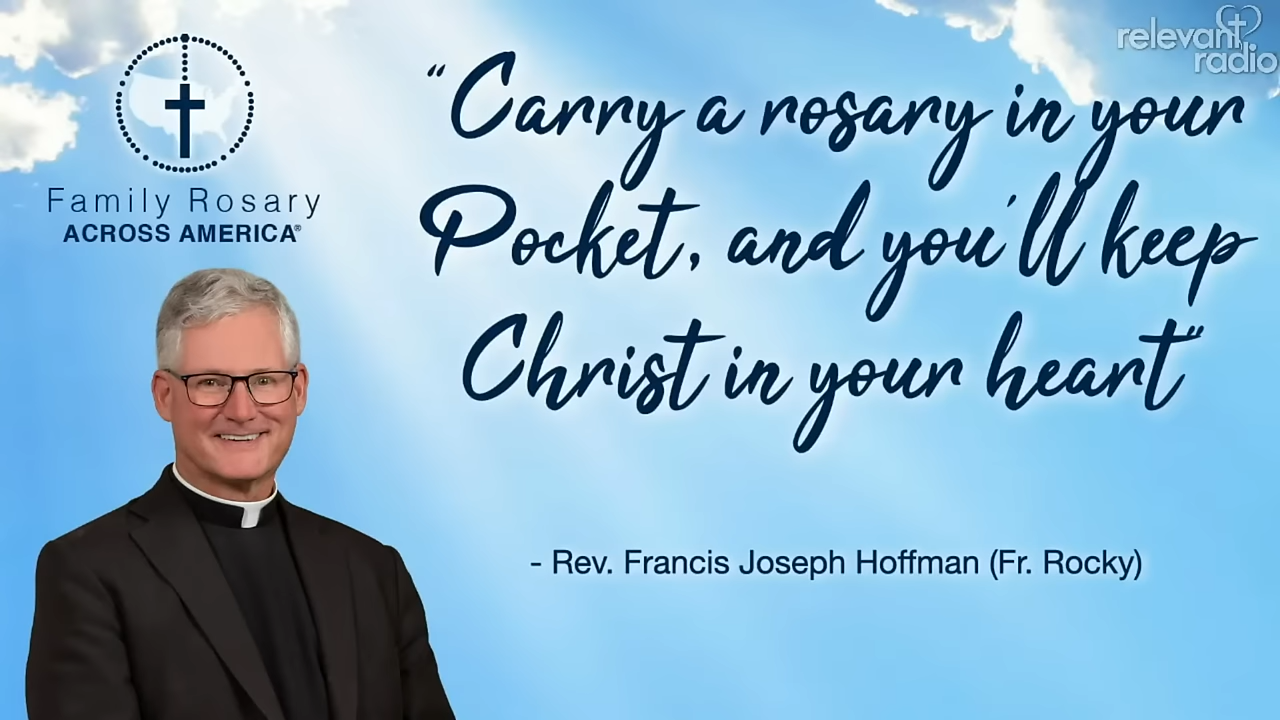 Family Rosary
ACROSS AMERICA®
relevant
radio
“Carry a rosary in your
Pocket, and you'll keep
Christ in your heart“
- Rev. Francis Joseph Hoffman (Fr. Rocky)